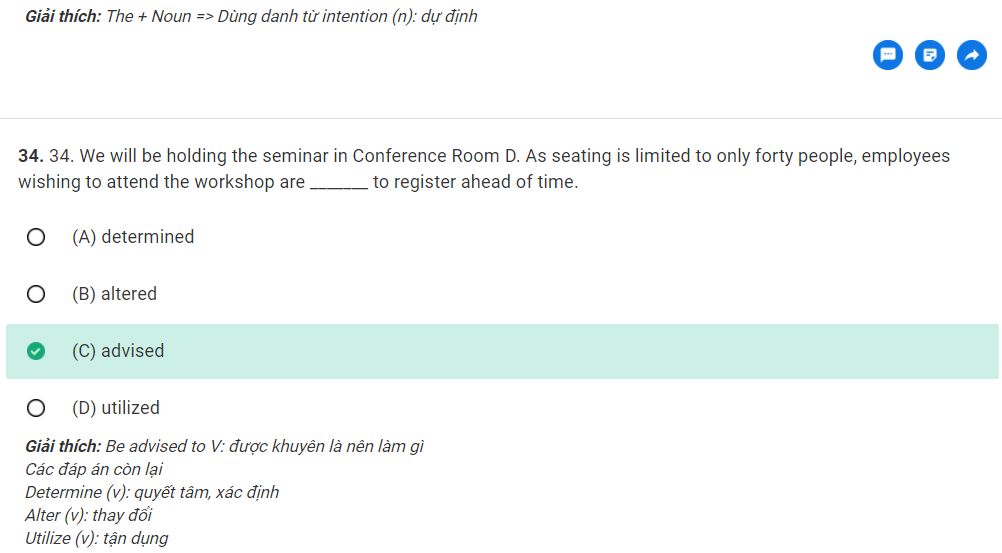 Giải thích: The + Noun => Dùng danh từ intention (n): dự định
34. 34. We will be holding the seminar in Conference Room D. As seating is limited to only forty people, employees
wishing to attend the workshop are ______ to register ahead of time.
(A) determined
(B) altered
(C) advised
(D) utilized
Giải thích: Be advised to V: được khuyên là nên làm gì
Các đáp án còn lại
Determine (v): quyết tâm, xác định
Alter (v): thay đổi
Utilize (v): tận dụng